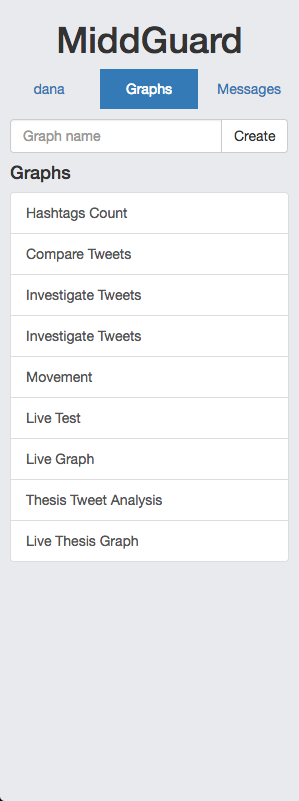 MiddGuard
dana Graphs Messages
Graph name Create
Graphs
Hashtags Count
Compare Tweets
Investigate Tweets
Investigate Tweets
Movement
Live Test
Live Graph
Thesis Tweet Analysis
Live Thesis Graph